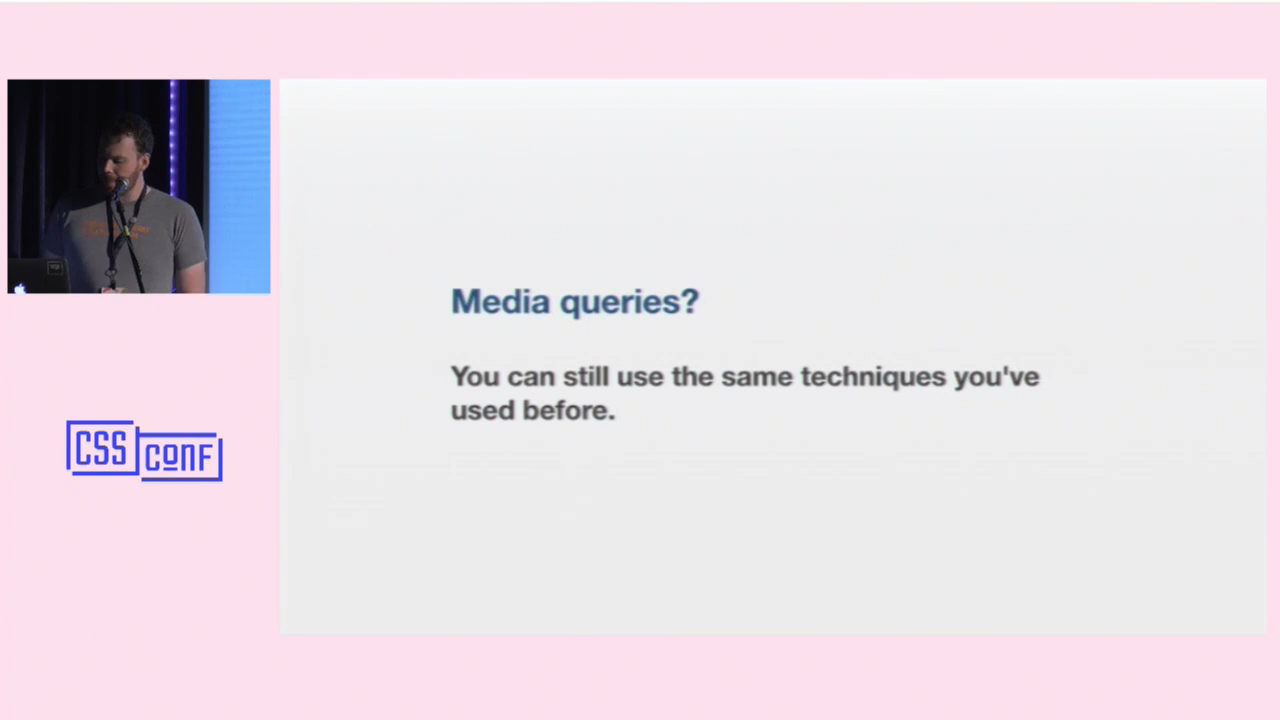 Media queries?
You can still use the same techniques you've
used before.
CSS
CONF